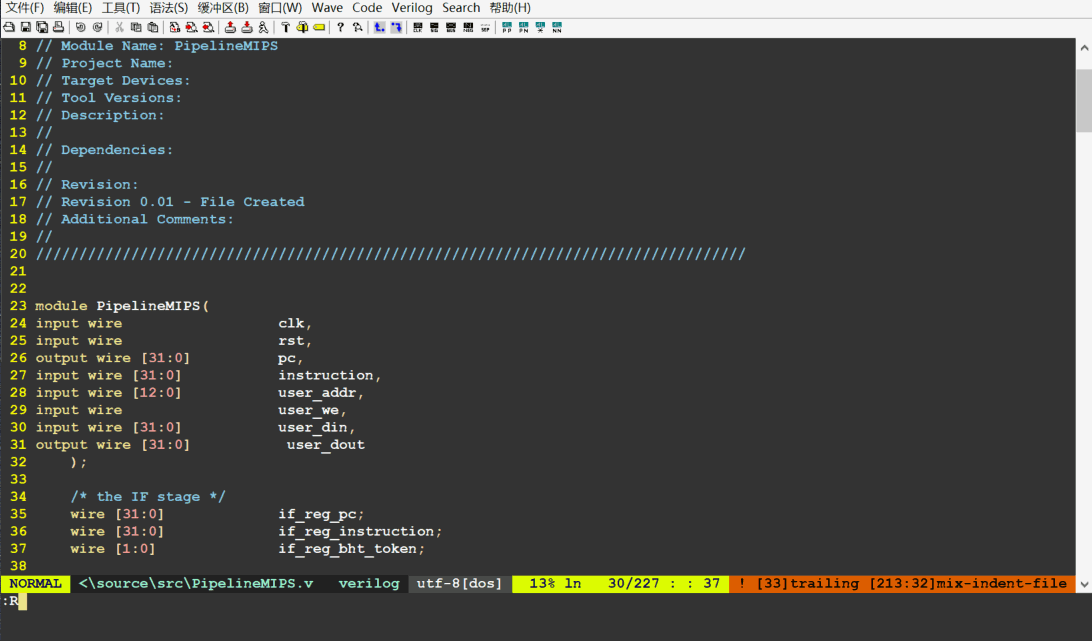 文件(F) 编辑(E) 工具(T) 语法(S) 缓冲区(B) 窗口(W) Wave Code Verilog Search 帮助(H)
8 // Module Name: PipelineMIPS
9 // Project Name:
10 // Target Devices:
11 // Tool Versions:
12 // Description:
13 //
14 // Dependencies:
15 //
16 // Revision:
17 // Revision 0.01 - File Created
18 // Additional Comments:
19 //
20 //////////////////////////////////////////////////////////////////////////////////
21
22
23 module PipelineMIPS(
24 input wire clk,
25 input wire rst,
26 output wire [31:0] pc,
27 input wire [31:0] instruction,
28 input wire [12:0] user_addr,
29 input wire user_we,
30 input wire [31:0] user_din,
31 output wire [31:0] user_dout
32 );
33
34 /* the IF stage */
35 wire [31:0] if_reg_pc;
36 wire [31:0] if_reg_instruction;
37 wire [1:0] if_reg_bht_token;
38
NORMAL <\source\src\PipelineMIPS.v verilog utf-8[dos] 13% ln 30/227 : : 37 ! [33]trailing [213:32]mix-indent-file
:R